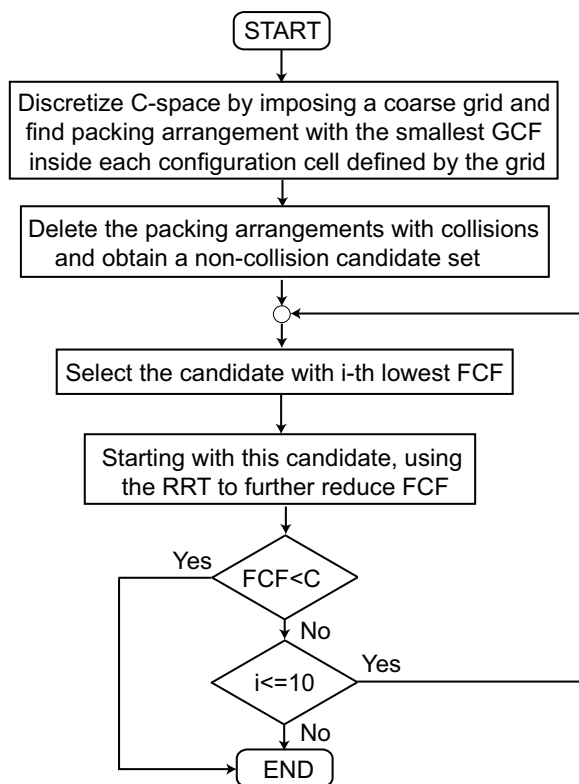 START
Discretize C-space by imposing a coarse grid and
find packing arrangement with the smallest GCF
inside each configuration cell defined by the grid
Delete the packing arrangements with collisions
and obtain a non-collision candidate set
Select the candidate with i-th lowest FCF
Starting with this candidate, using
the RRT to further reduce FCF
Yes
FCF<C
No
i<=10
Yes
No
END